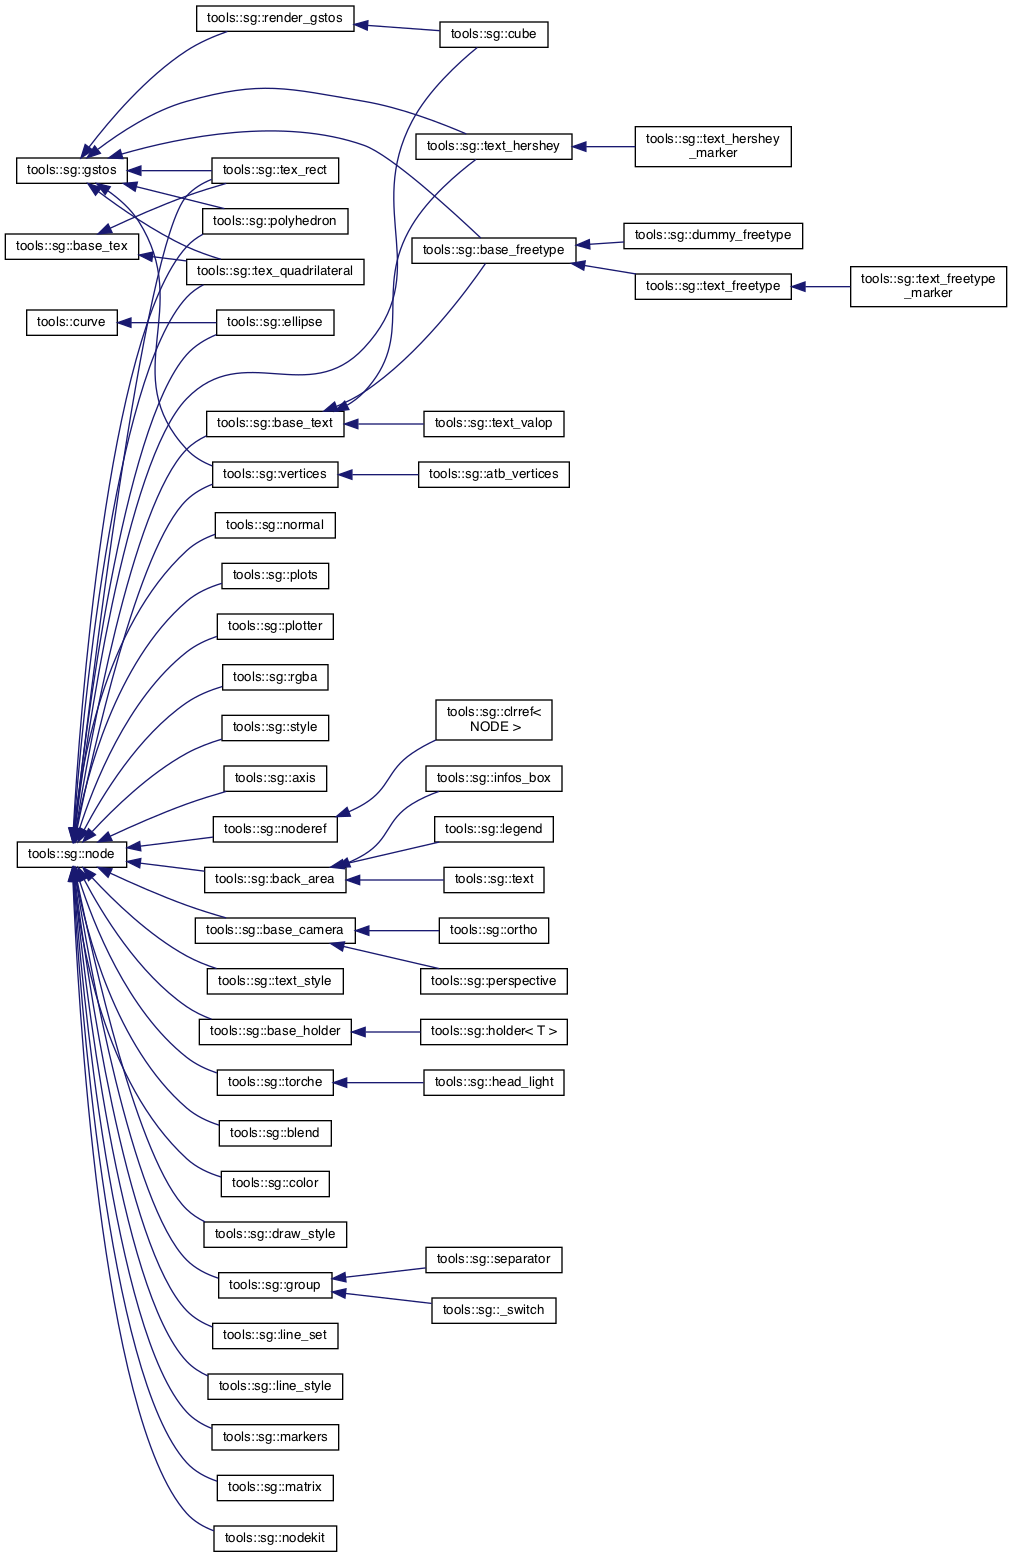 tools::sg::render_gstos
tools::sg::cube
tools::sg::text_hershey
tools::sg::text_hershey
_marker
tools::sg::gstos
tools::sg::tex_rect
tools::sg::polyhedron
tools::sg::base_tex
tools::sg::base_freetype
tools::sg::dummy_freetype
tools::sg::tex_quadrilateral
tools::sg::text_freetype
tools::sg::text_freetype
_marker
tools::curve
tools::sg::ellipse
tools::sg::base_text
tools::sg::text_valop
tools::sg::vertices
tools::sg::atb_vertices
tools::sg::normal
tools::sg::plots
tools::sg::plotter
tools::sg::rgba
tools::sg::style
tools::sg::clrref<
NODE >
tools::sg::axis
tools::sg::infos_box
tools::sg::noderef
tools::sg::legend
tools::sg::node
tools::sg::back_area
tools::sg::text
tools::sg::base_camera
tools::sg::ortho
tools::sg::text_style
tools::sg::perspective
tools::sg::base_holder
tools::sg::holder< T >
tools::sg::torche
tools::sg::head_light
tools::sg::blend
tools::sg::color
tools::sg::draw_style
tools::sg::group
tools::sg::separator
tools::sg::_switch
tools::sg::line_set
tools::sg::line_style
tools::sg::markers
tools::sg::matrix
tools::sg::nodekit